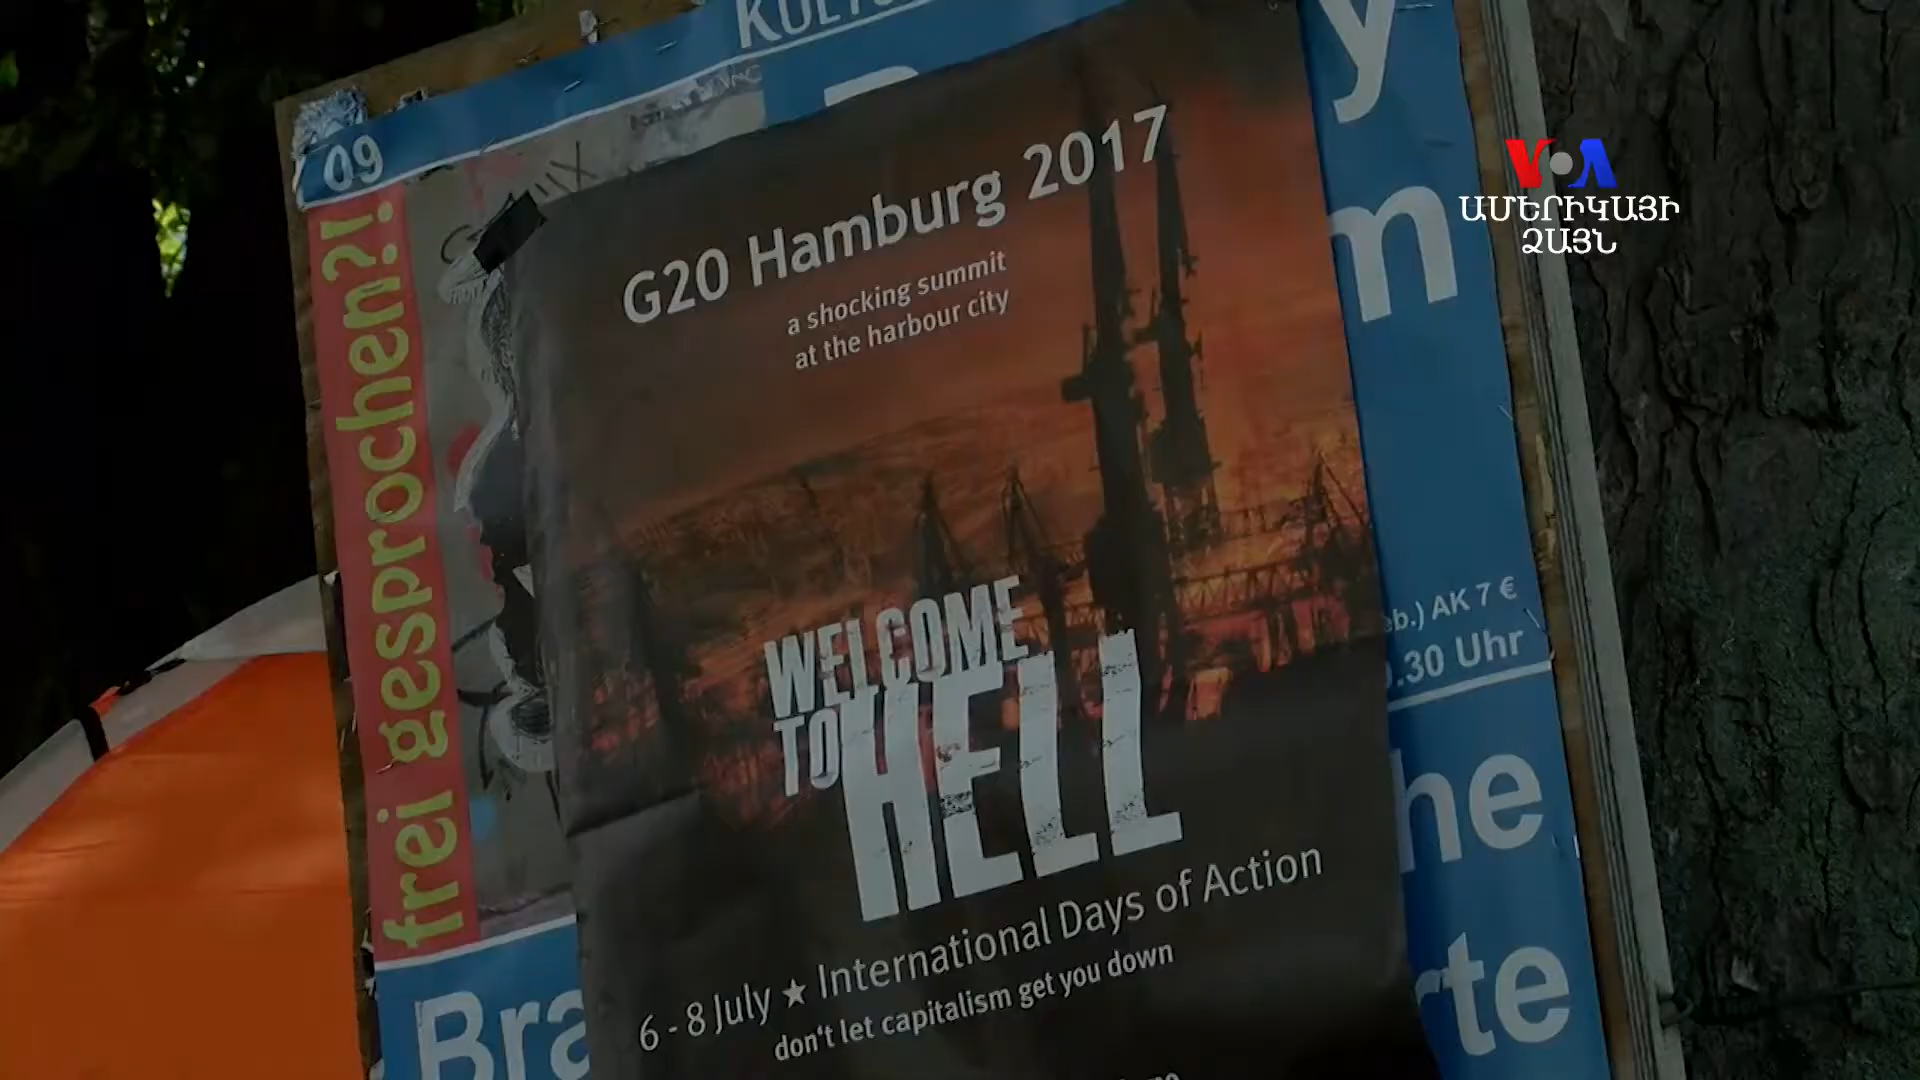 KULTU
09
frei gesprochen?!
y
m
G20 Hamburg 2017
a shocking summit
at the harbour city
VOA
ԱՄԵՐԻԿԱՅԻ
ՁԱՅՆ
WELCOME
TO HELL
eb.) AK 7 €
.30 Uhr
he
6 - 8 July ★ International Days of Action
don't let capitalism get you down
Bra
rte